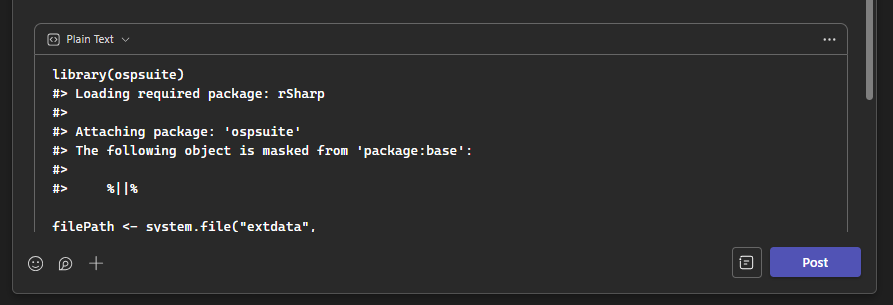 Plain Text
library(ospsuite)
#> Loading required package: rSharp
#>
#> Attaching package: 'ospsuite'
#> The following object is masked from 'package:base':
#>
#>     %||%
filePath <- system.file("extdata",
Post